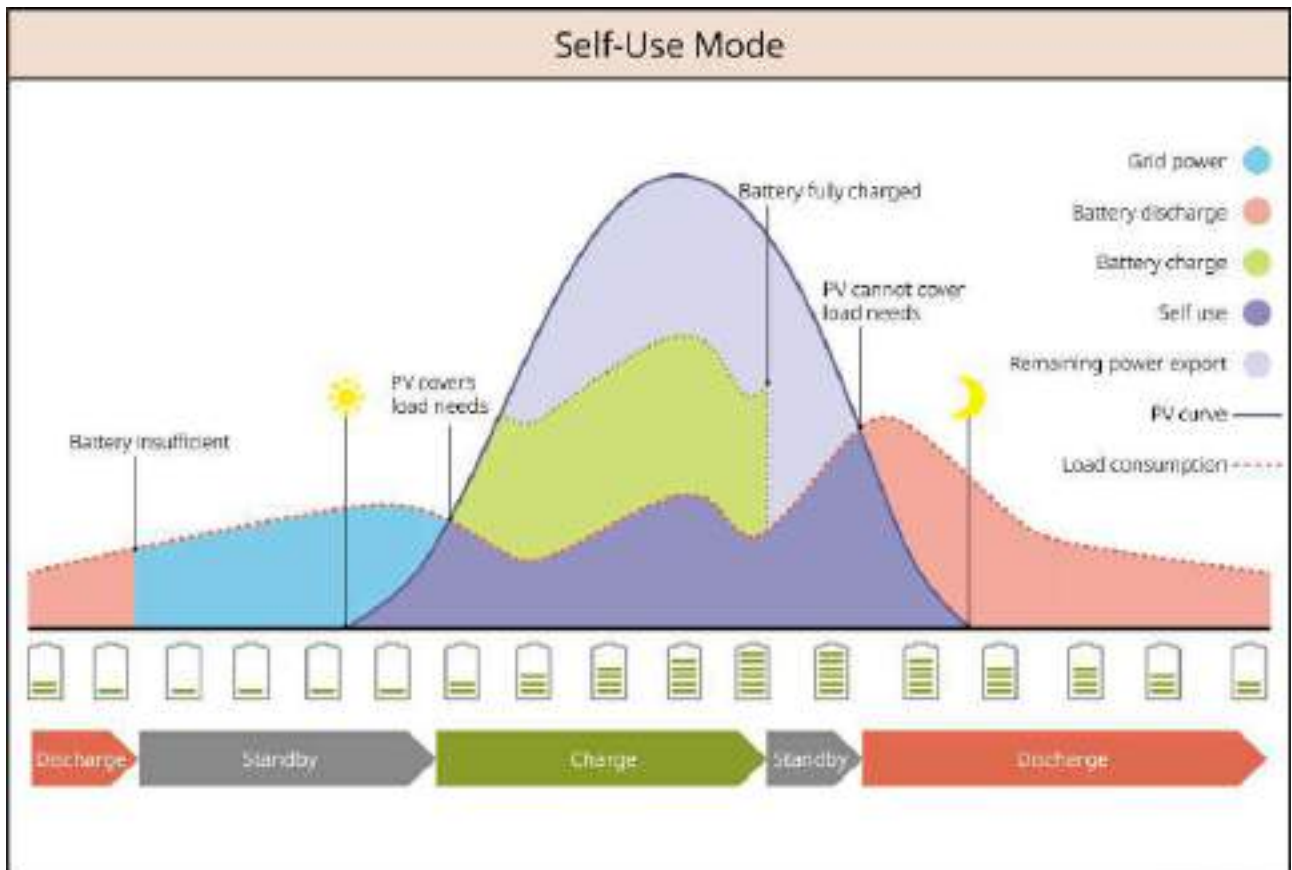 Self-Use Mode
Grid power
Battery fully charged
Battery discharge
Battery charge
PV cannot cover
load needs
Self use
Remaining power export
PV covers
load needs
PV curve
Battery insufficient
Load consumption
Discharge
Standby
Charge
Standby
Discharge